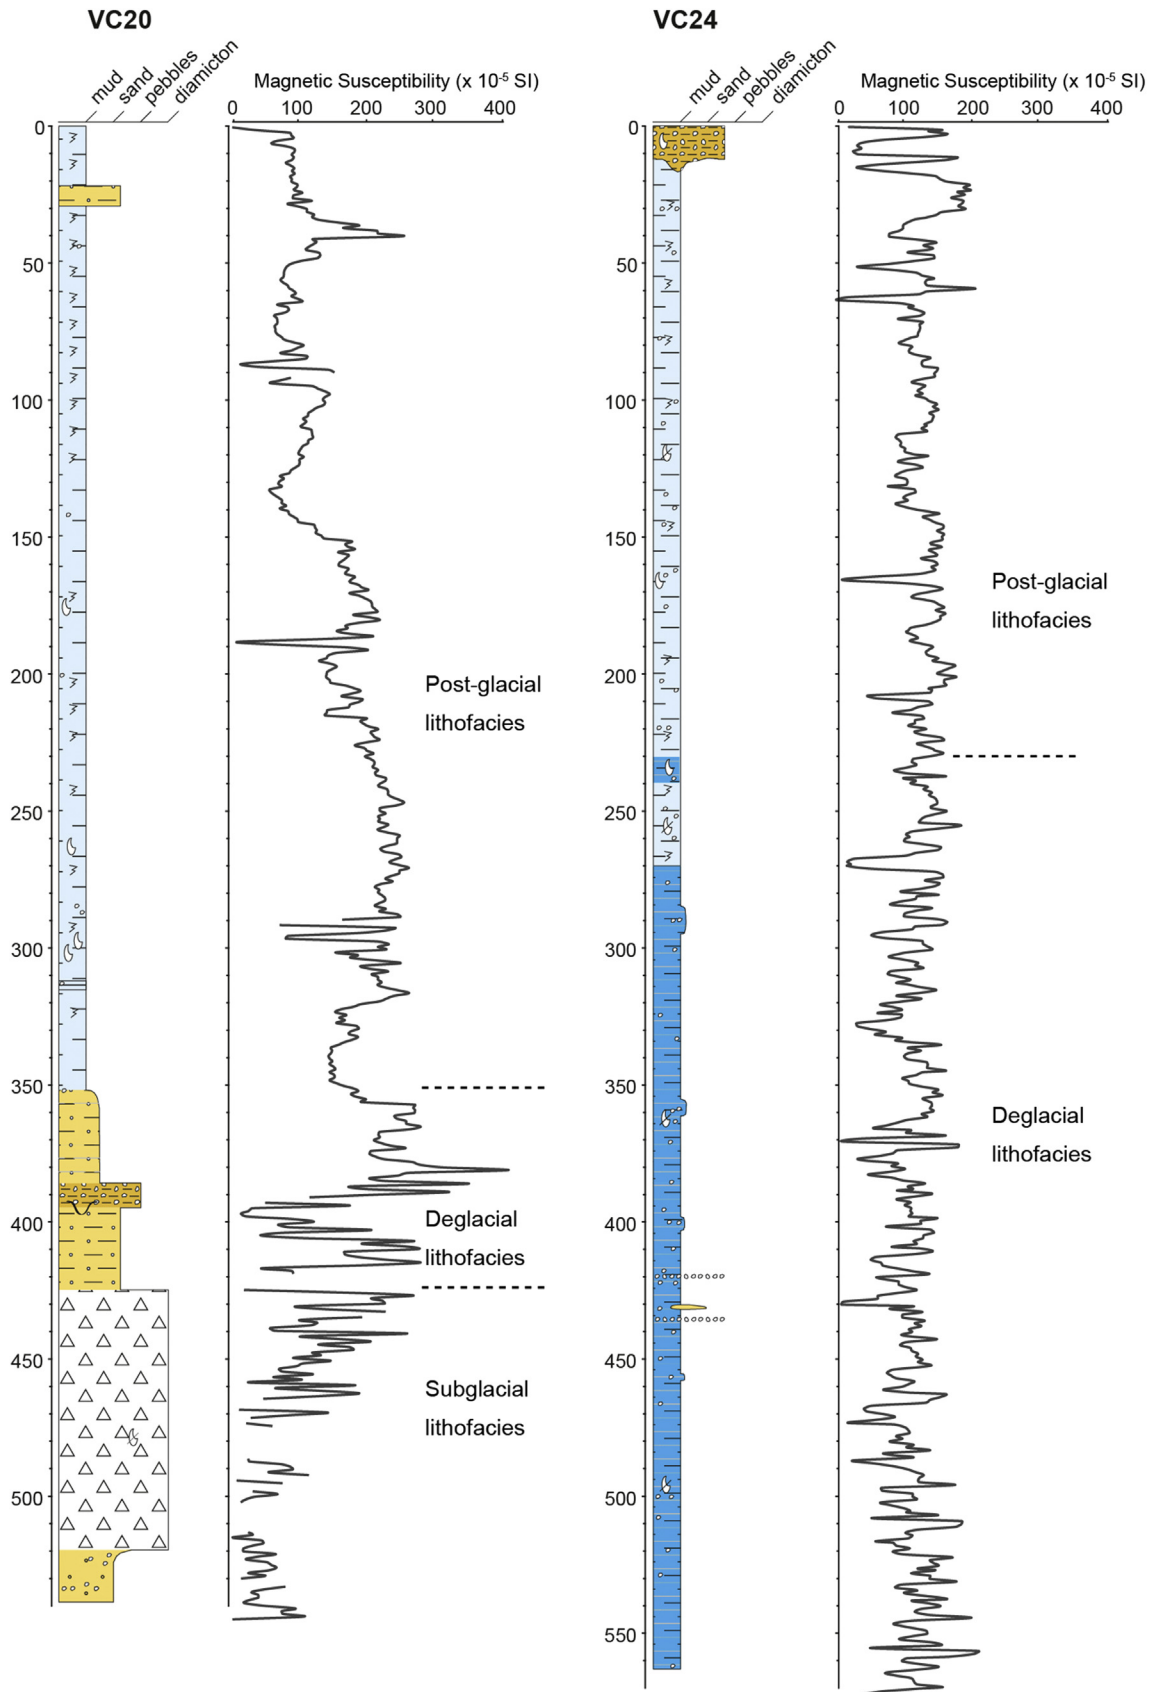 VC20
VC24
mud
sand
pebbles
diamicton
Magnetic Susceptibility (x 10-5 SI)
0 100 200 300 400
mud
sand
pebbles
diamicton
Magnetic Susceptibility (x 10-5 SI)
0 100 200 300 400
0
50
100
150
200
250
300
350
400
450
500
Post-glacial
lithofacies
Deglacial
lithofacies
Subglacial
lithofacies
0
50
100
150
200
250
300
350
400
450
500
550
Post-glacial
lithofacies
Deglacial
lithofacies